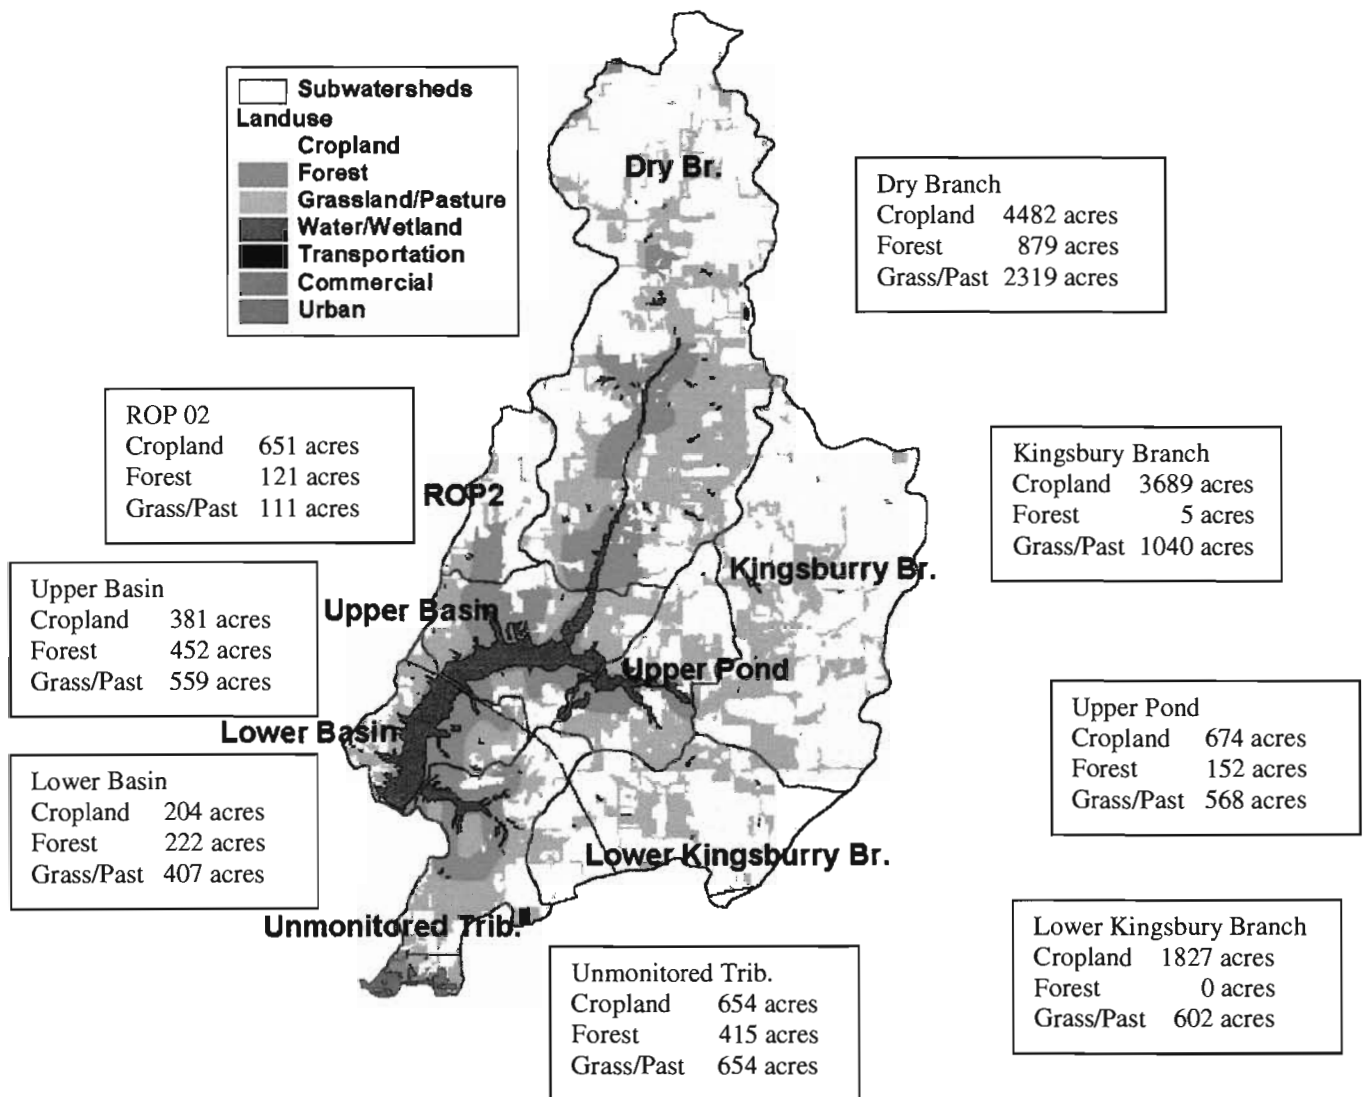 Subwatersheds
Landuse
Cropland
Forest
Grassland/Pasture
Water/Wetland
Transportation
Commercial
Urban
Dry Br.
Dry Branch
Cropland 4482 acres
Forest 879 acres
Grass/Past 2319 acres
ROP 02
Cropland 651 acres
Forest 121 acres
Grass/Past 111 acres
ROP2
Kingsbury Branch
Cropland 3689 acres
Forest 5 acres
Grass/Past 1040 acres
Kingsburry Br.
Upper Basin
Cropland 381 acres
Forest 452 acres
Grass/Past 559 acres
Upper Basin
Upper Pond
Upper Pond
Cropland 674 acres
Forest 152 acres
Grass/Past 568 acres
Lower Basin
Lower Basin
Cropland 204 acres
Forest 222 acres
Grass/Past 407 acres
Lower Kingsburry Br.
Unmonitored Trib.
Lower Kingsbury Branch
Cropland 1827 acres
Forest 0 acres
Grass/Past 602 acres
Unmonitored Trib.
Cropland 654 acres
Forest 415 acres
Grass/Past 654 acres